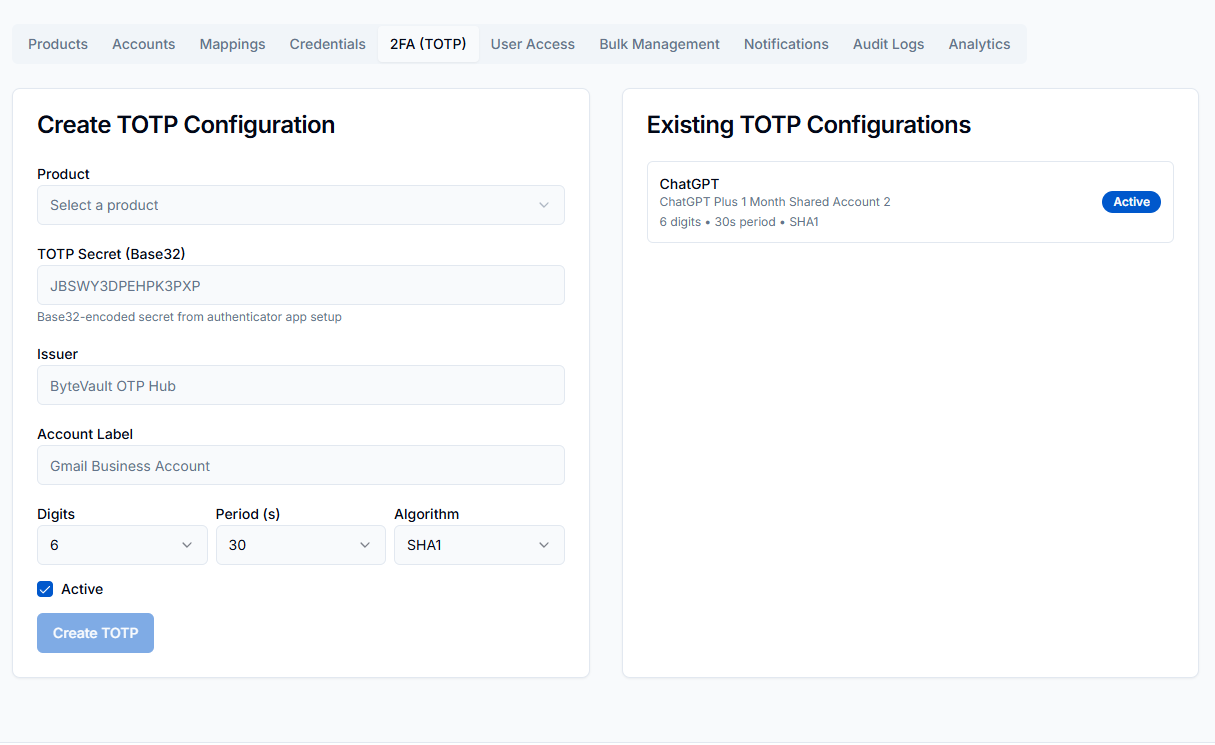 Products Accounts Mappings Credentials 2FA (TOTP) User Access Bulk Management Notifications Audit Logs Analytics
Create TOTP Configuration
Product
Select a product
TOTP Secret (Base32)
JBSWY3DPEHPK3PXP
Base32-encoded secret from authenticator app setup
Issuer
ByteVault OTP Hub
Account Label
Gmail Business Account
Digits Period (s) Algorithm
6 30 SHA1
Active
Create TOTP
Existing TOTP Configurations
ChatGPT
ChatGPT Plus 1 Month Shared Account 2
6 digits • 30s period • SHA1
Active